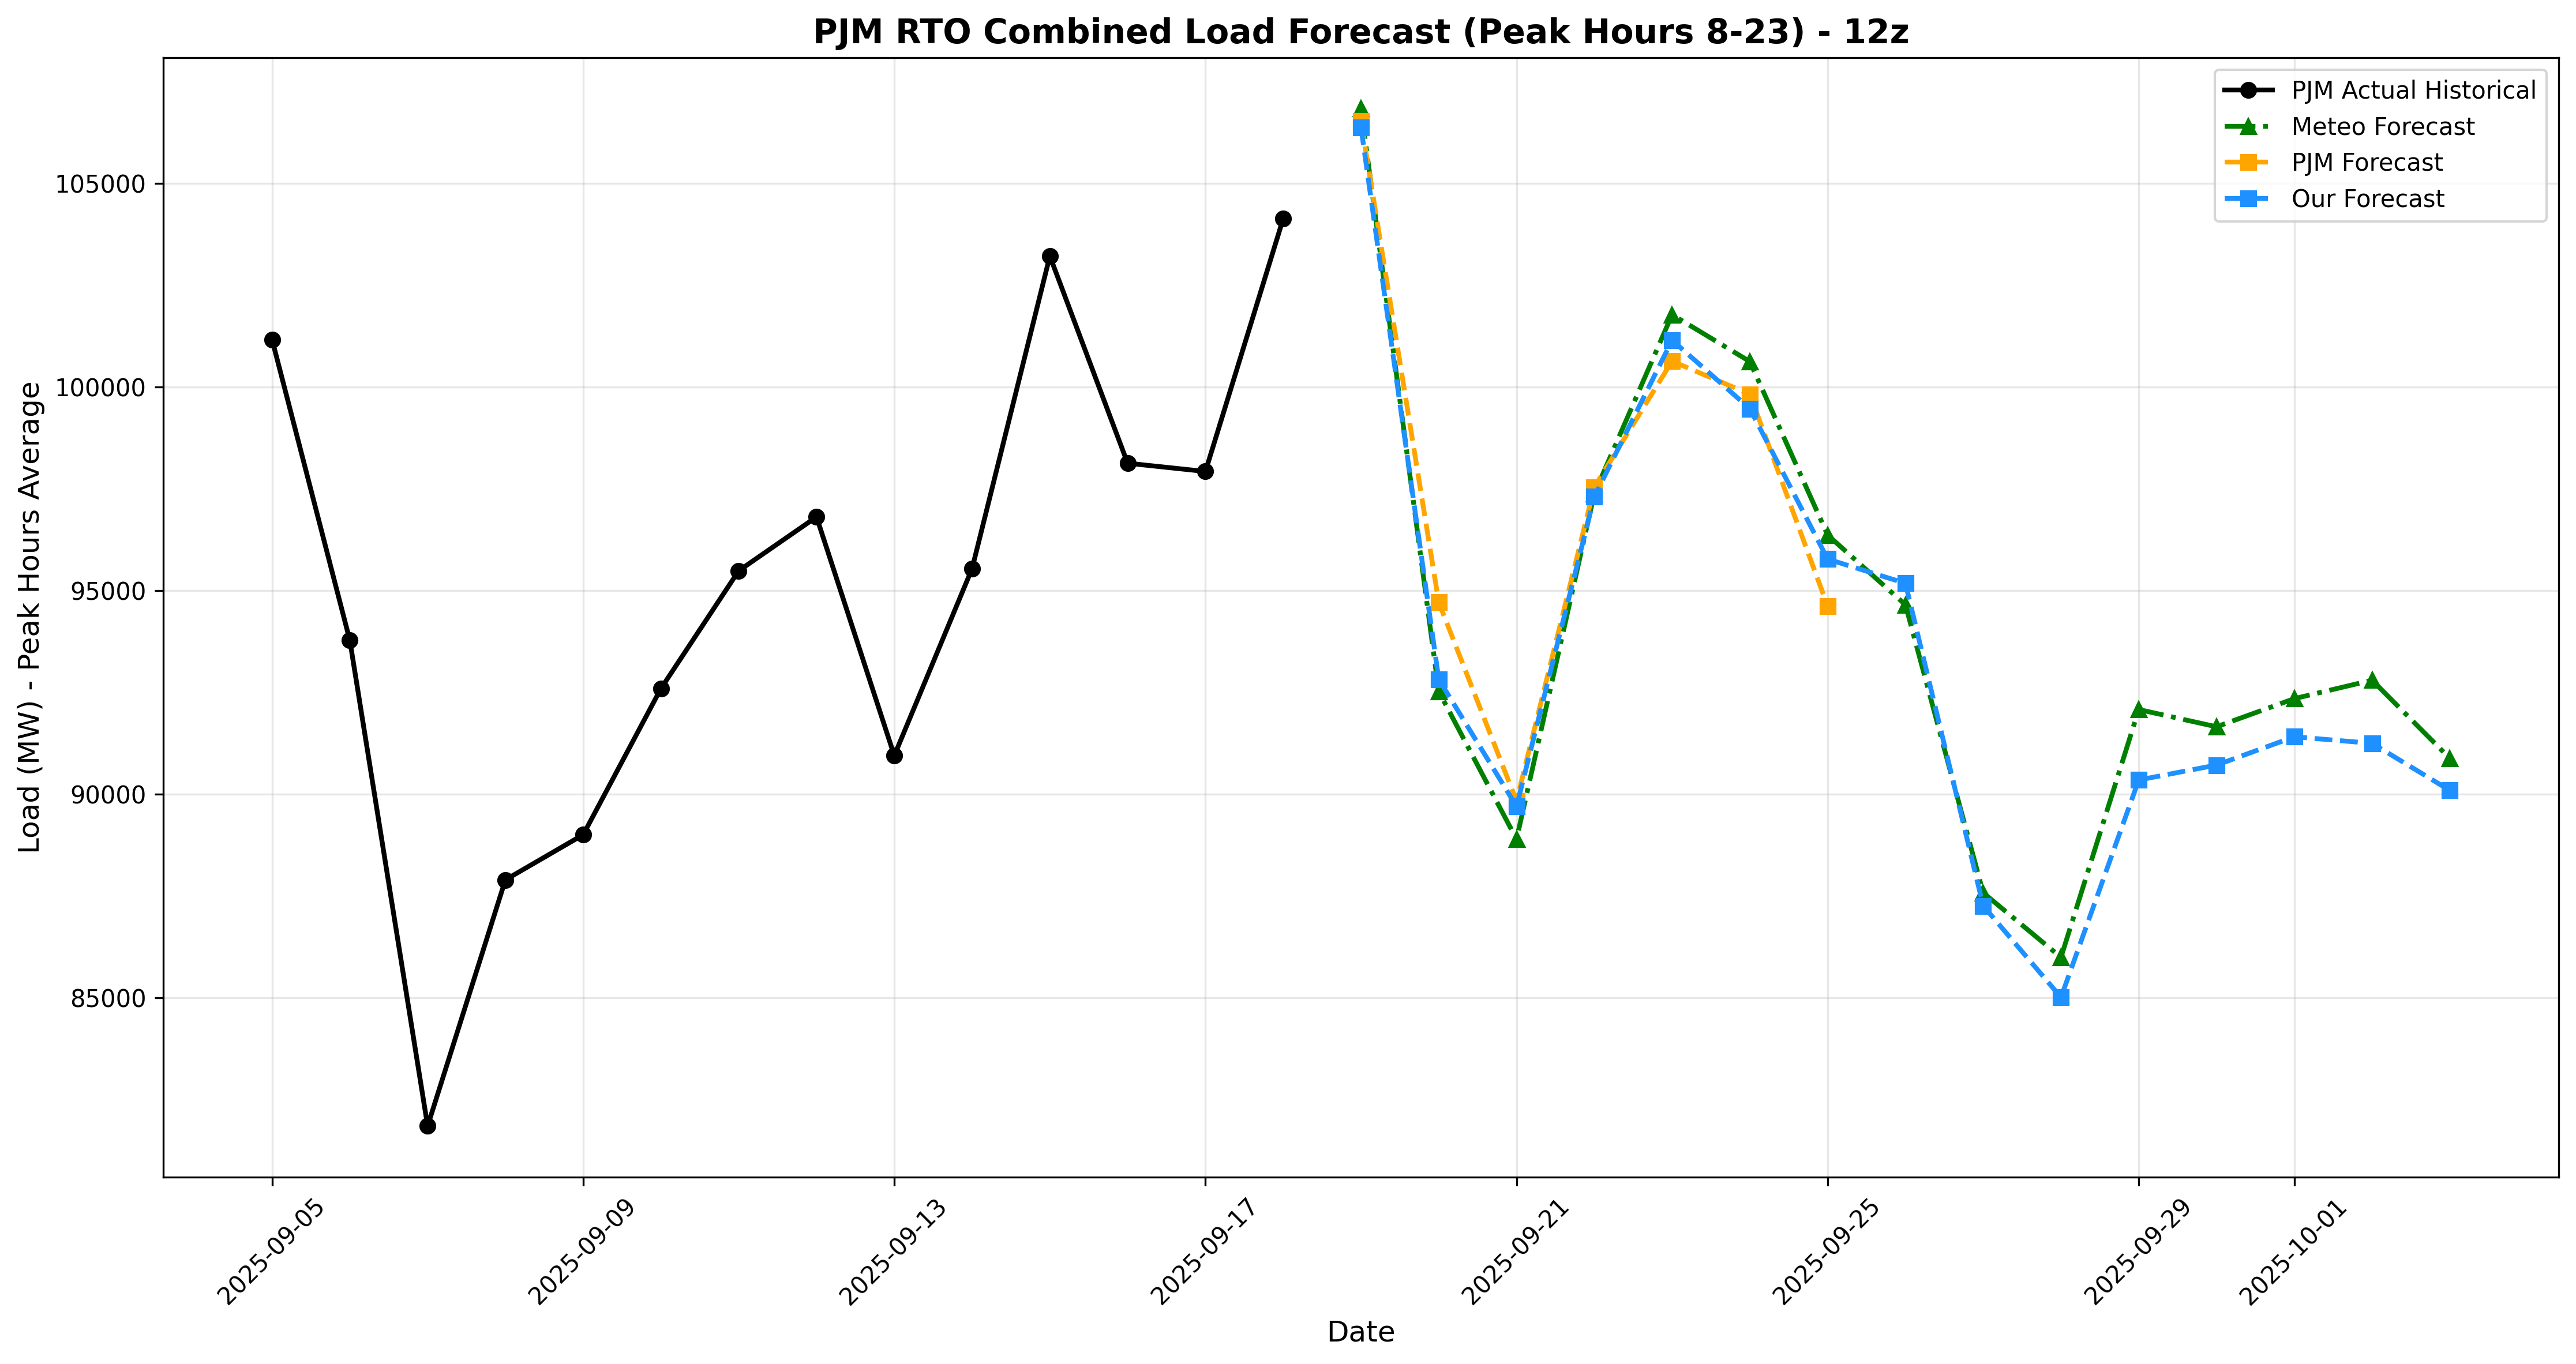 PJM RTO Combined Load Forecast (Peak Hours 8-23) - 12z
PJM Actual Historical
Meteo Forecast
PJM Forecast
Our Forecast
Load (MW) - Peak Hours Average
105000
100000
95000
90000
85000
2025-09-05
2025-09-09
2025-09-13
2025-09-17
2025-09-21
2025-09-25
2025-09-29
2025-10-01
Date